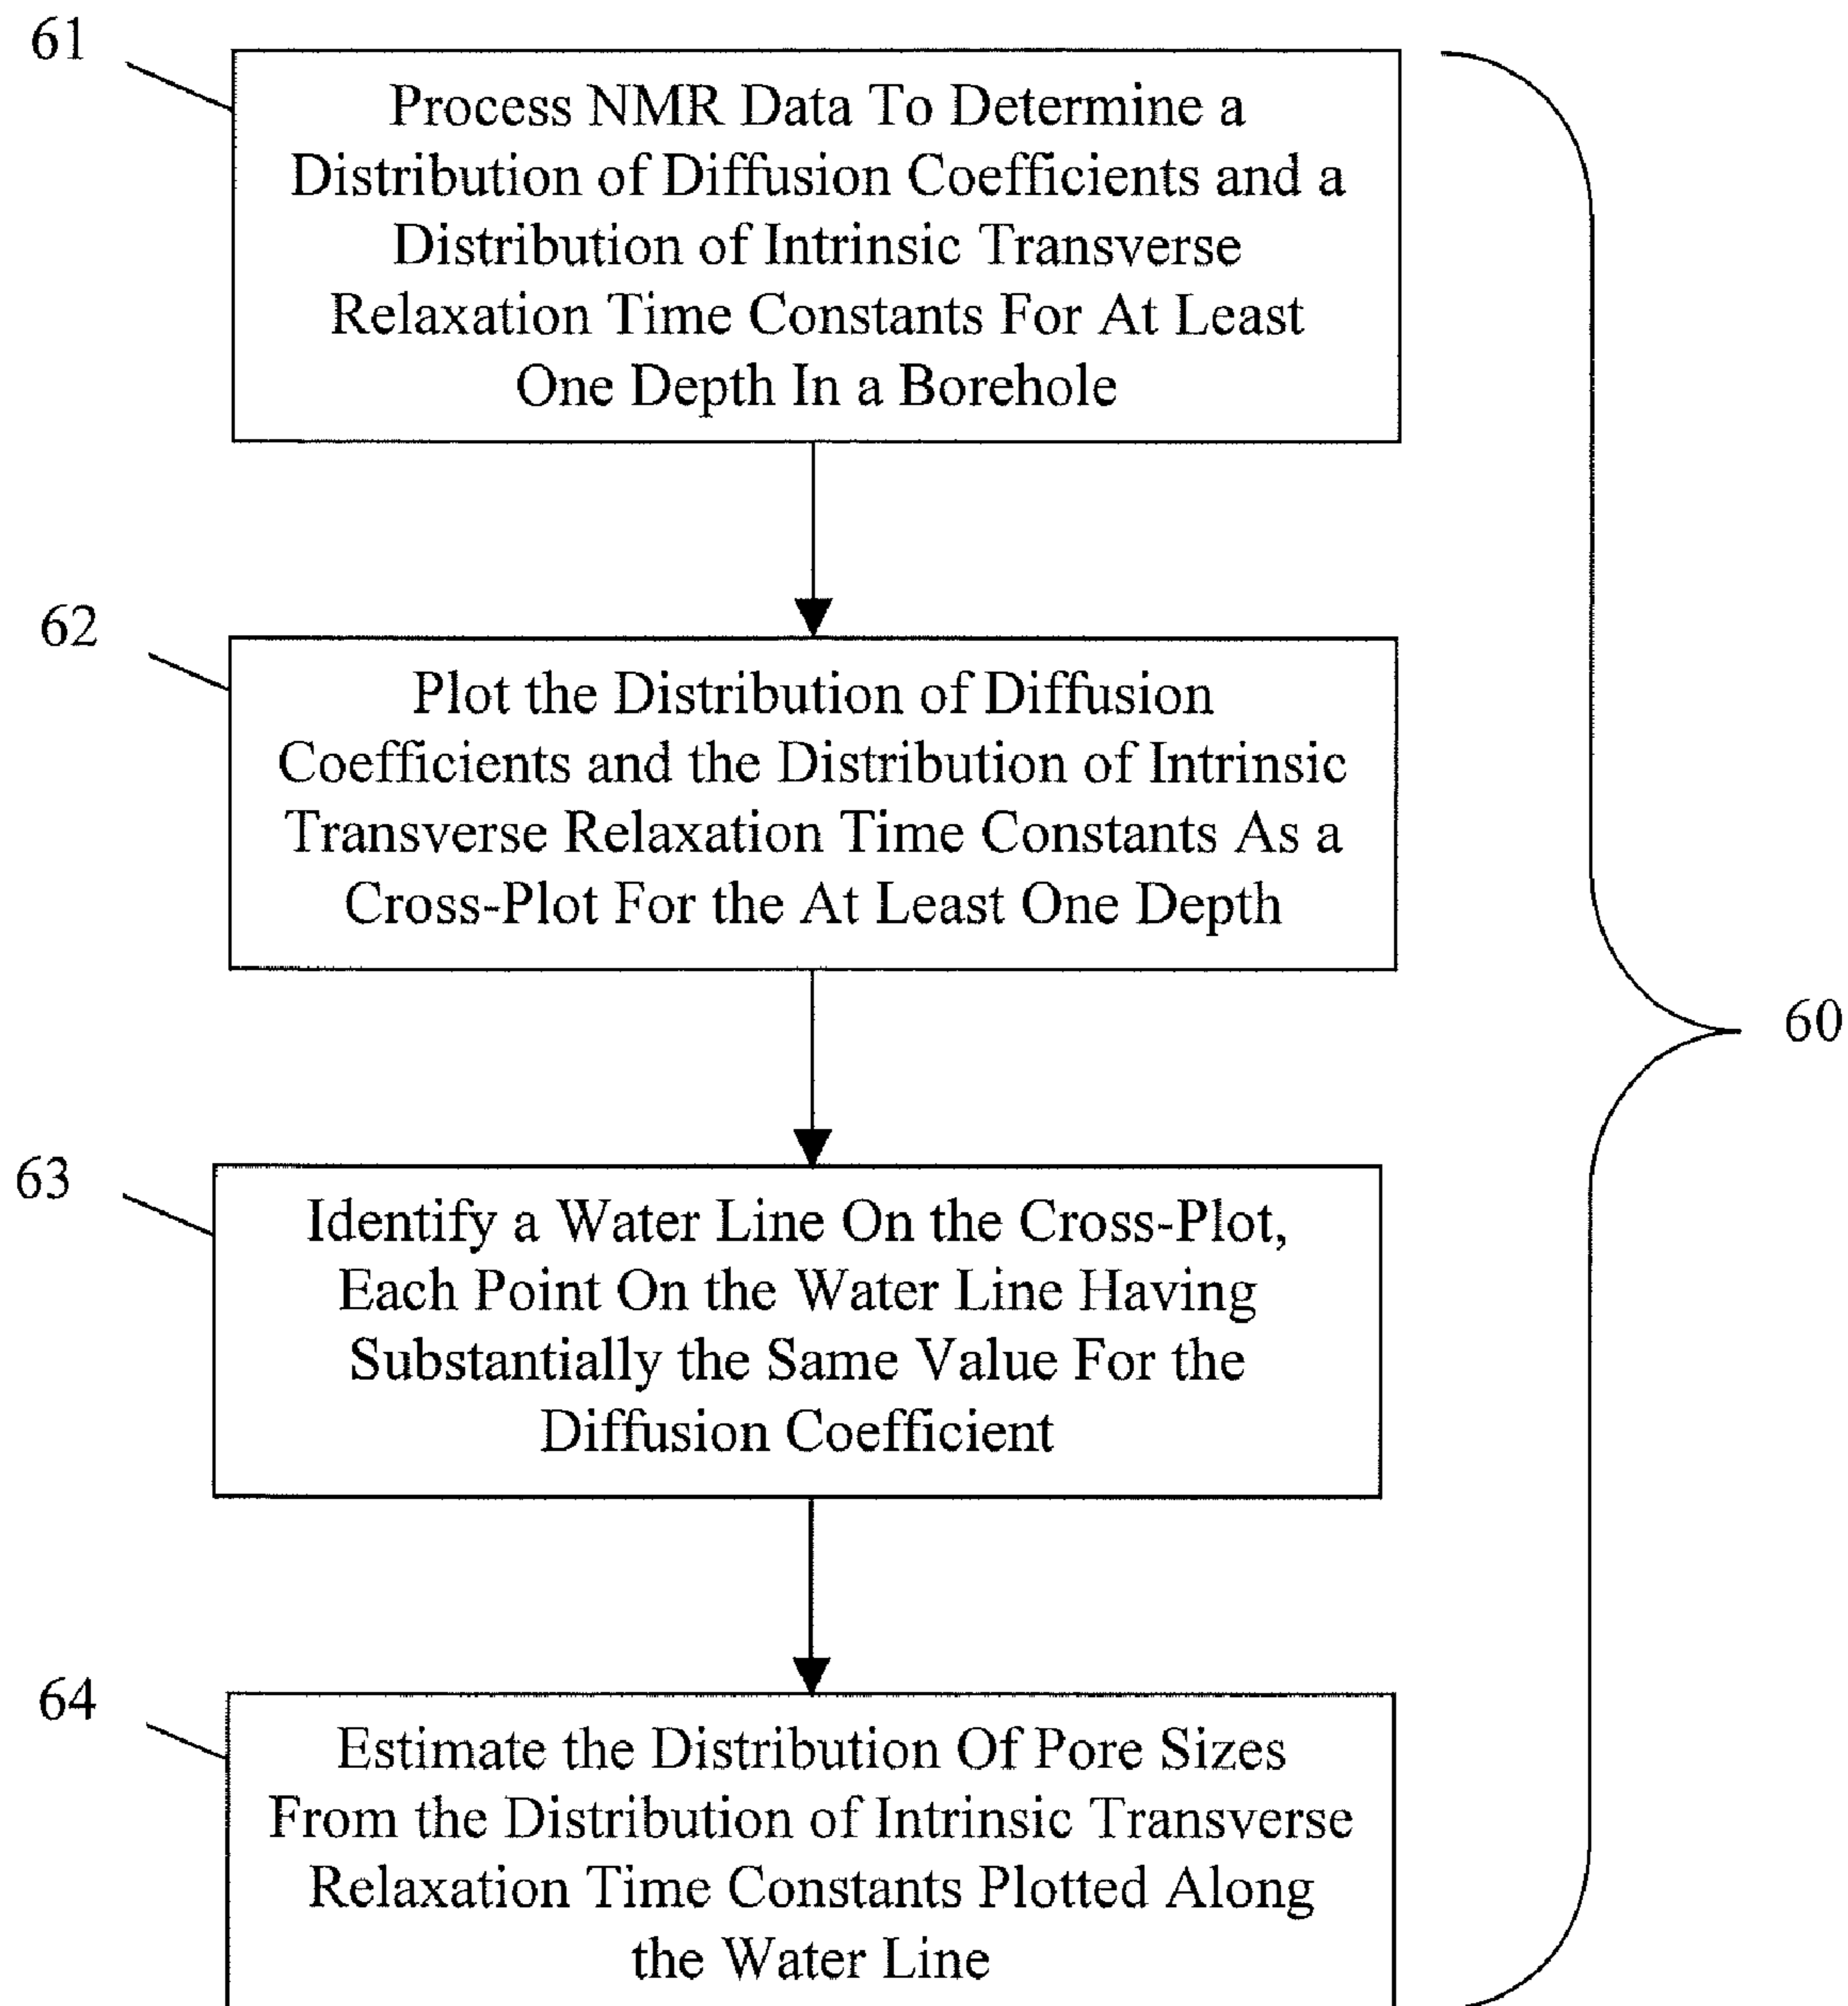 61
Process NMR Data To Determine a
Distribution of Diffusion Coefficients and a
Distribution of Intrinsic Transverse
Relaxation Time Constants For At Least
One Depth In a Borehole
62
Plot the Distribution of Diffusion
Coefficients and the Distribution of Intrinsic
Transverse Relaxation Time Constants As a
Cross-Plot For the At Least One Depth
60
63
Identify a Water Line On the Cross-Plot,
Each Point On the Water Line Having
Substantially the Same Value For the
Diffusion Coefficient
64
Estimate the Distribution Of Pore Sizes
From the Distribution of Intrinsic Transverse
Relaxation Time Constants Plotted Along
the Water Line